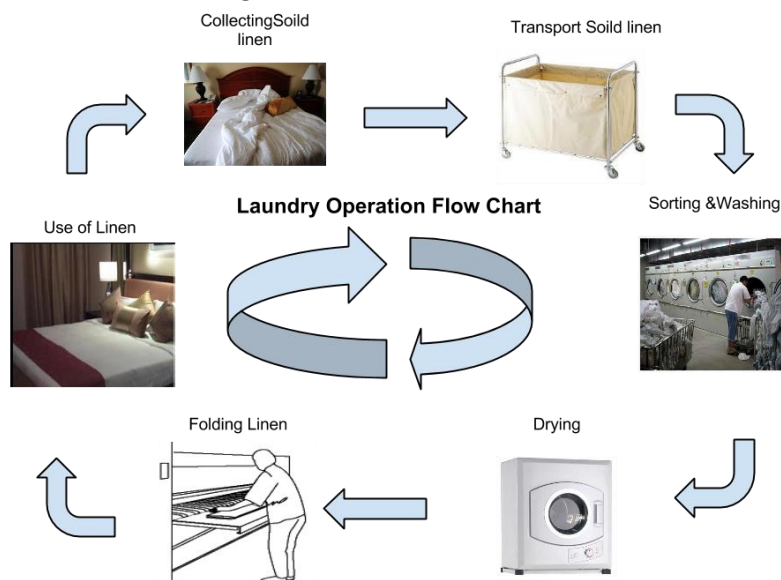 CollectingSoild
linen
Transport Soild linen
Laundry Operation Flow Chart
Sorting &Washing
Use of Linen
Folding Linen
Drying